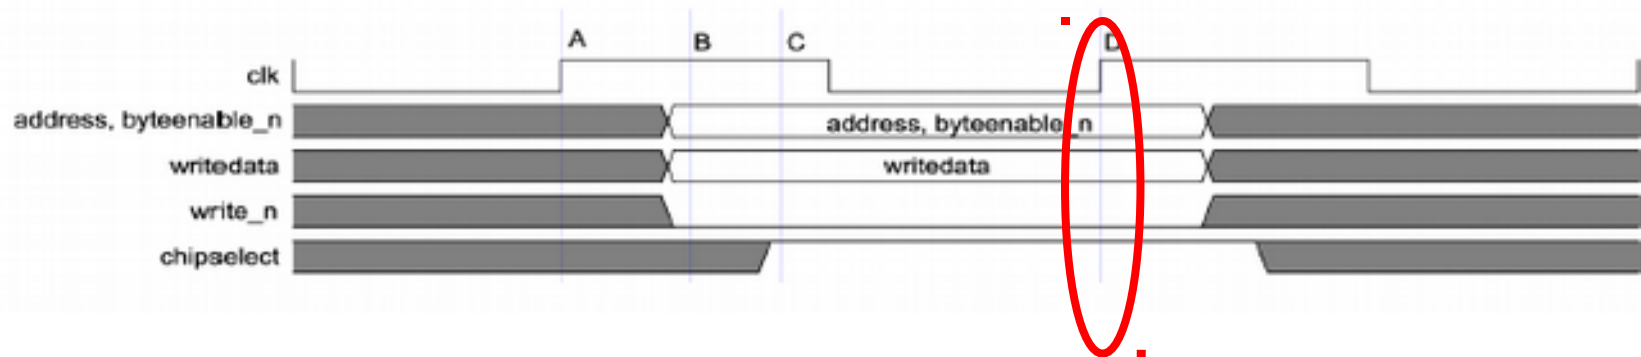 A
B
C
D
clk
address, byteenable_n
address, byteenable_n
writedata
writedata
write_n
chipselect